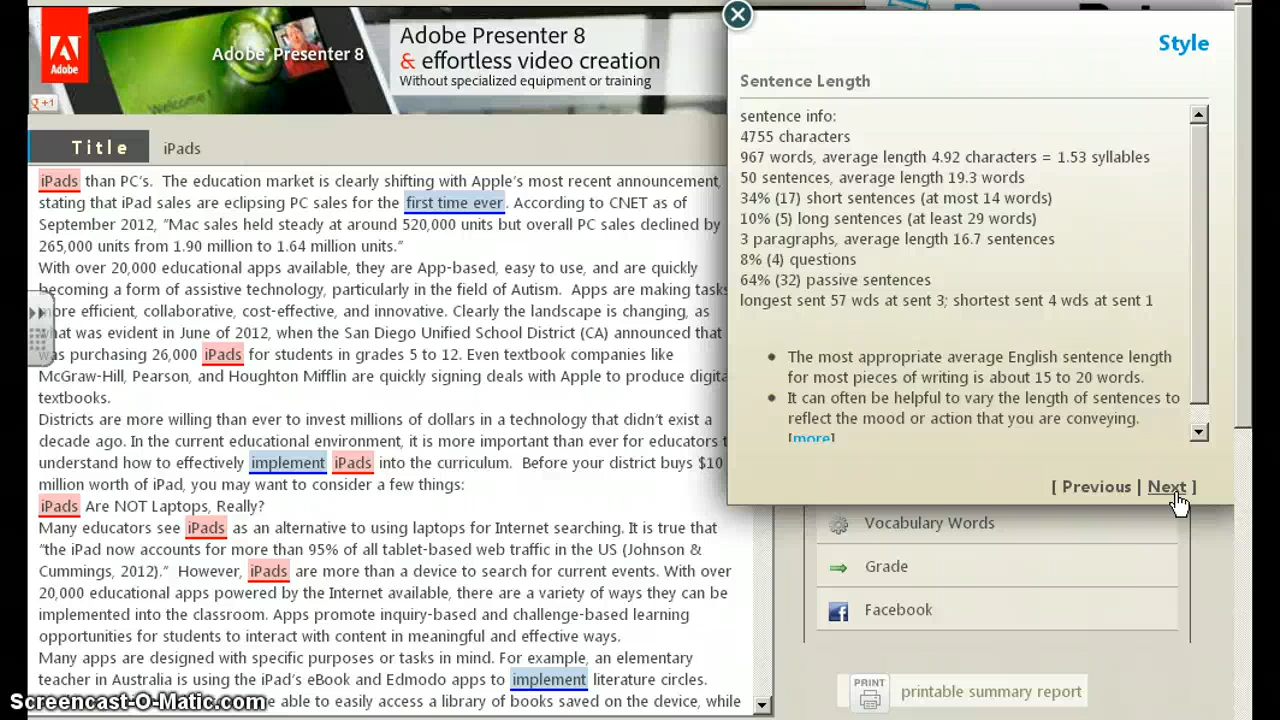 Adobe
Adobe Presenter 8
Adobe Presenter 8
& effortless video creation
Without specialized equipment or training
+1
Title iPads
iPads than PC's. The education market is clearly shifting with Apple's most recent announcement,
stating that iPad sales are eclipsing PC sales for the first time ever. According to CNET as of
September 2012, “Mac sales held steady at around 520,000 units but overall PC sales declined by
265,000 units from 1.90 million to 1.64 million units.”
With over 20,000 educational apps available, they are App-based, easy to use, and are quickly
becoming a form of assistive technology, particularly in the field of Autism. Apps are making tasks
more efficient, collaborative, cost-effective, and innovative. Clearly the landscape is changing, as
what was evident in June of 2012, when the San Diego Unified School District (CA) announced that
was purchasing 26,000 iPads for students in grades 5 to 12. Even textbook companies like
McGraw-Hill, Pearson, and Houghton Mifflin are quickly signing deals with Apple to produce digita
textbooks.
Districts are more willing than ever to invest millions of dollars in a technology that didn't exist a
decade ago. In the current educational environment, it is more important than ever for educators t
understand how to effectively implement iPads into the curriculum. Before your district buys $10
million worth of iPad, you may want to consider a few things:
iPads Are NOT Laptops, Really?
Many educators see iPads as an alternative to using laptops for Internet searching. It is true that
“the iPad now accounts for more than 95% of all tablet-based web traffic in the US (Johnson &
Cummings, 2012).” However, iPads are more than a device to search for current events. With over
20,000 educational apps powered by the Internet available, there are a variety of ways they can be
implemented into the classroom. Apps promote inquiry-based and challenge-based learning
opportunities for students to interact with content in meaningful and effective ways.
Many apps are designed with specific purposes or tasks in mind. For example, an elementary
teacher in Australia is using the iPad's eBook and Edmodo apps to implement literature circles.
able to easily access a library of books saved on the device, while
Screencast-O-Matic.com
Style
Sentence Length
sentence info:
4755 characters
967 words, average length 4.92 characters = 1.53 syllables
50 sentences, average length 19.3 words
34% (17) short sentences (at most 14 words)
10% (5) long sentences (at least 29 words)
3 paragraphs, average length 16.7 sentences
8% (4) questions
64% (32) passive sentences
longest sent 57 wds at sent 3; shortest sent 4 wds at sent 1
• The most appropriate average English sentence length
for most pieces of writing is about 15 to 20 words.
• It can often be helpful to vary the length of sentences to
reflect the mood or action that you are conveying.
[more]
[ Previous | Next ]
Vocabulary Words
Grade
Facebook
PRINT
printable summary report